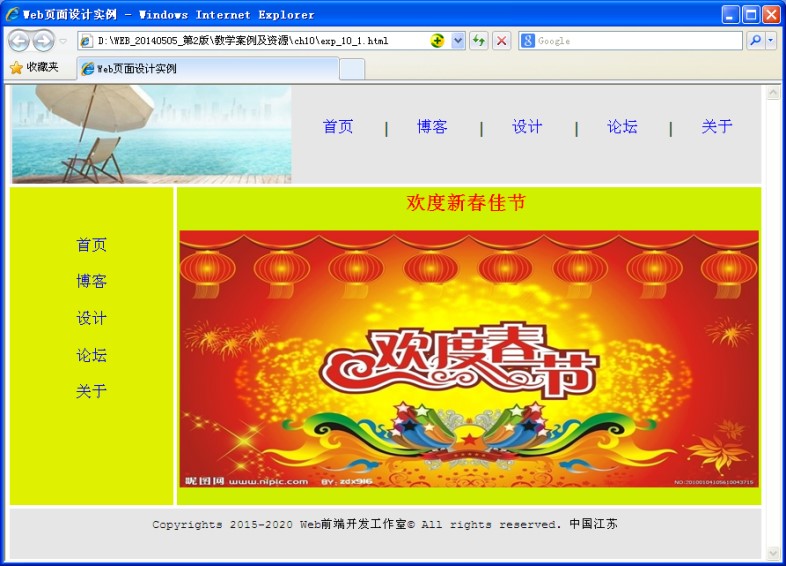 Web页面设计实例 - Windows Internet Explorer
D:\WEB_20140505_第2版\教学案例及资源\ch10\exp_10_1.html
Google
收藏夹
Web页面设计实例
首页 | 博客 | 设计 | 论坛 | 关于
欢度新春佳节
首页
博客
设计
论坛
关于
欢度春节
昵图网 www.nipic.com BY: zdx916
Copyrights 2015-2020 Web前端开发工作室© All rights reserved. 中国江苏